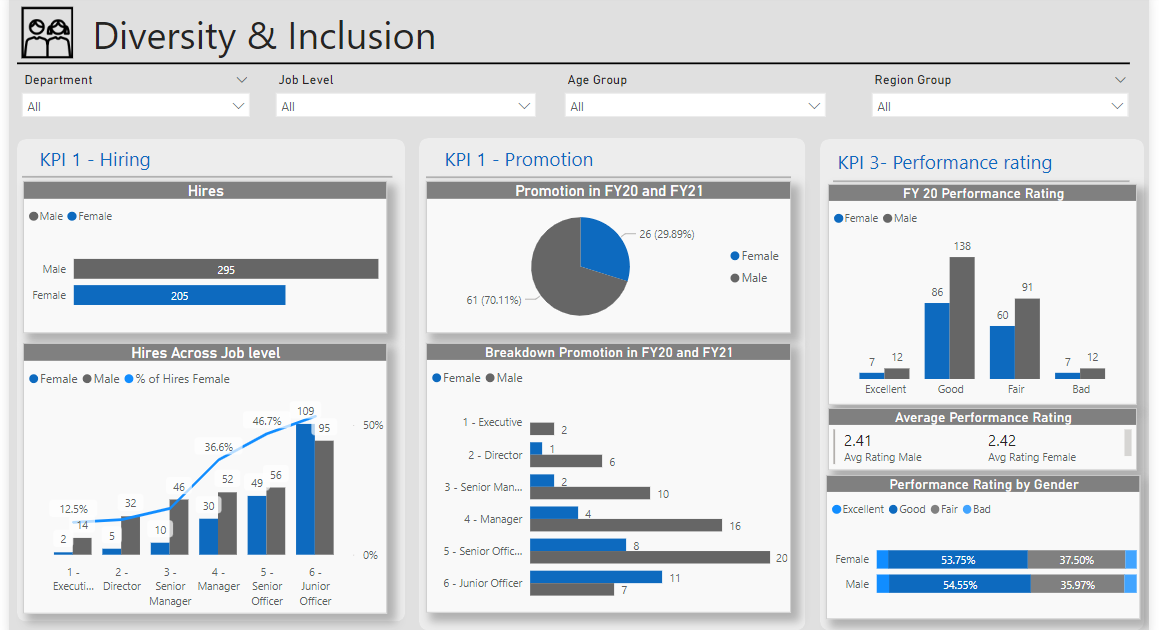 Diversity & Inclusion
Department
Job Level
Age Group
Region Group
All
All
All
All
KPI 1 - Hiring
Hires
Male Female
Male 295
Female 205
Hires Across Job level
Female Male % of Hires Female
109
50%
46.7%
95
36.6%
56
52
49
46
32
30
12.5%
14
10
5
2
0%
1 - Executi...
2 - Director
3 - Senior Manager
4 - Manager
5 - Senior Officer
6 - Junior Officer
KPI 1 - Promotion
Promotion in FY20 and FY21
26 (29.89%)
Female
Male
61 (70.11%)
Breakdown Promotion in FY20 and FY21
Female Male
1 - Executive 2
2 - Director 1 6
3 - Senior Man... 2 10
4 - Manager 4 16
5 - Senior Offic... 8 20
6 - Junior Officer 11 7
KPI 3- Performance rating
FY 20 Performance Rating
Female Male
138
86
91
60
7 12
7 12
Excellent Good Fair Bad
Average Performance Rating
2.41 2.42
Avg Rating Male Avg Rating Female
Performance Rating by Gender
Excellent Good Fair Bad
Female 53.75% 37.50%
Male 54.55% 35.97%